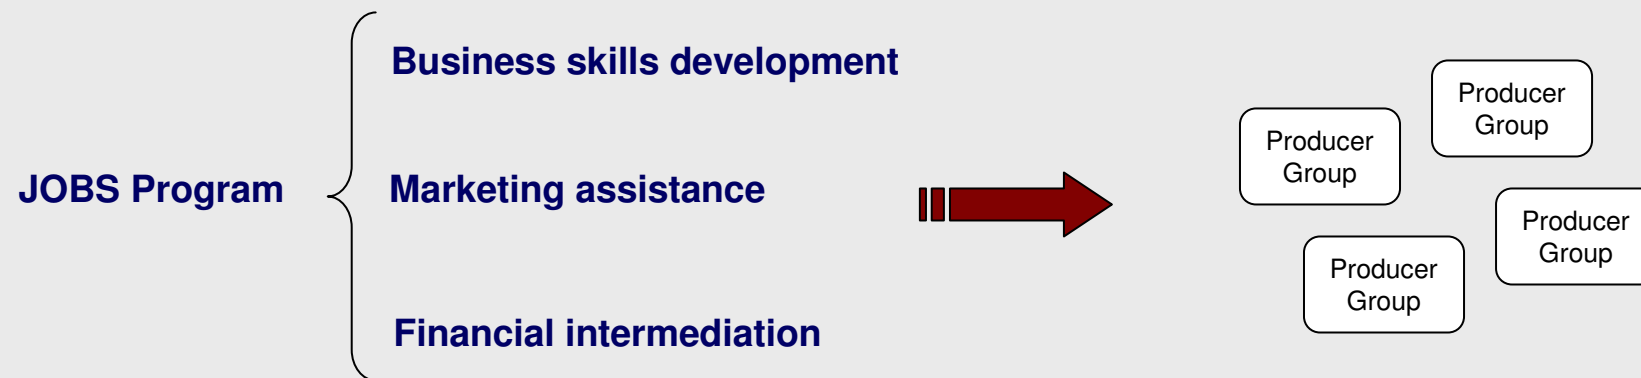 JOBS Program
Business skills development
Marketing assistance
Financial intermediation
Producer
Group
Producer
Group
Producer
Group
Producer
Group